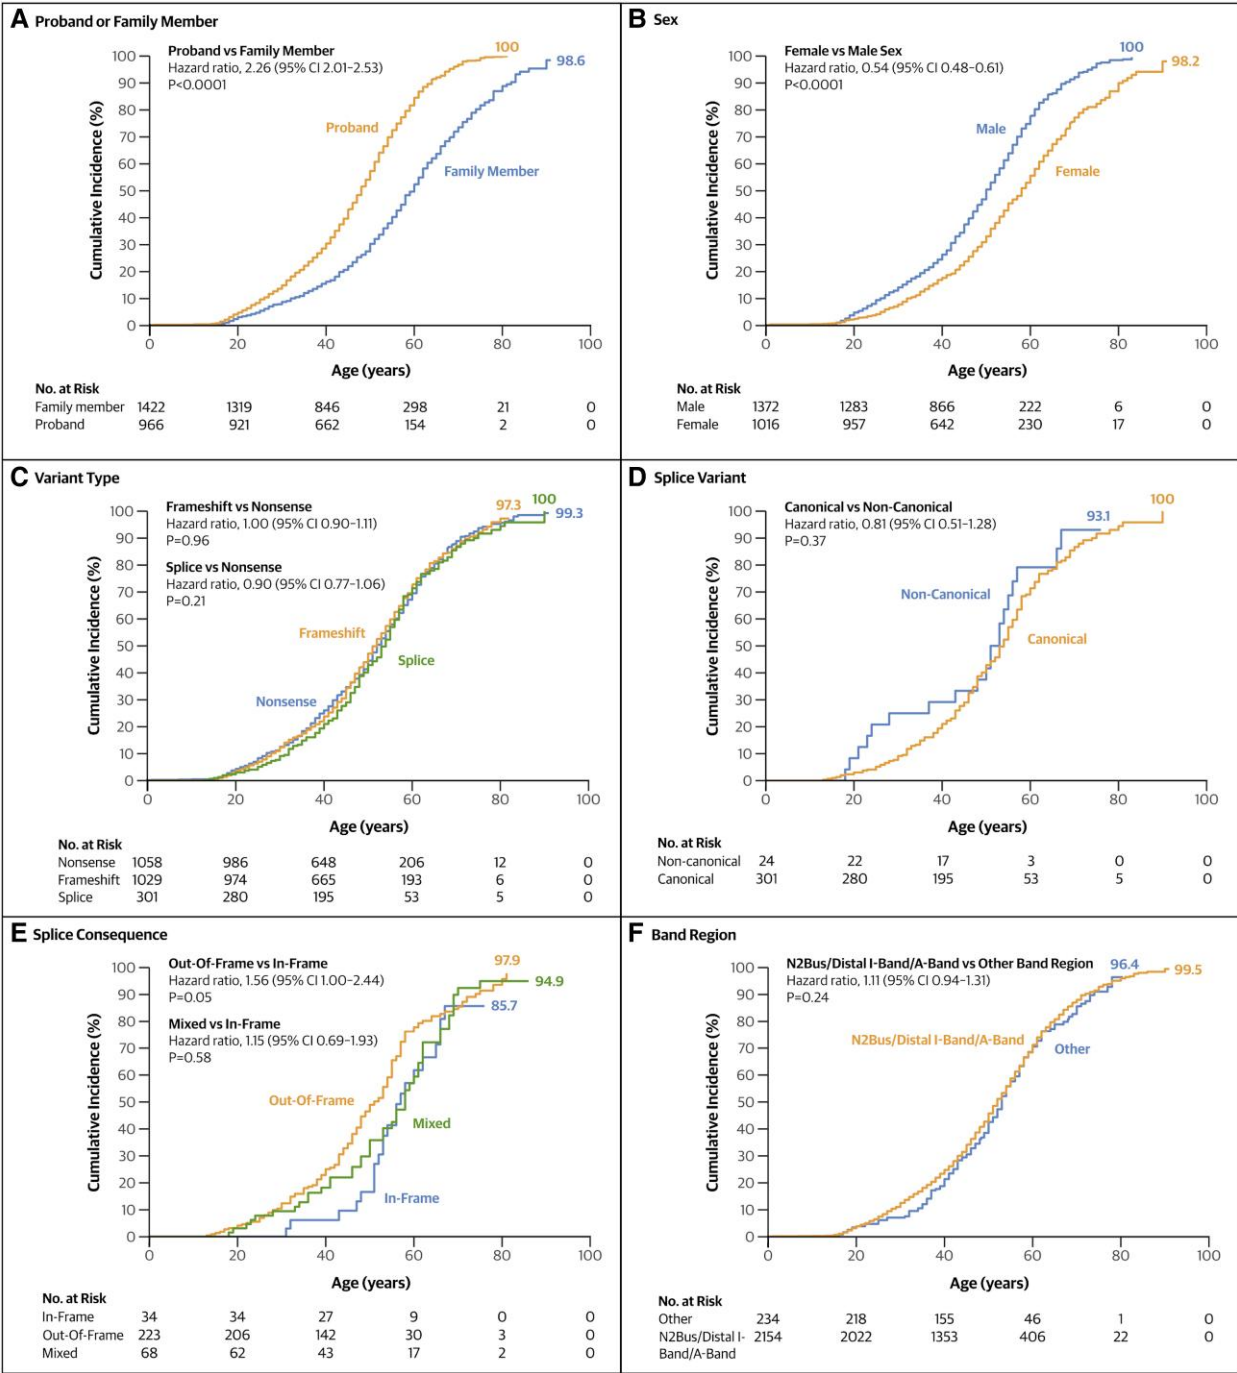 A Proband or Family Member
Proband vs Family Member
Hazard ratio, 2.26 (95% CI 2.01–2.53)
P<0.0001
100
98.6
Proband
Family Member
Cumulative Incidence (%)
100
90
80
70
60
50
40
30
20
10
0
0 20 40 60 80 100
Age (years)
No. at Risk
Family member 1422 1319 846 298 21 0
Proband 966 921 662 154 2 0
B Sex
Female vs Male Sex
Hazard ratio, 0.54 (95% CI 0.48–0.61)
P<0.0001
100
98.2
Male
Female
Cumulative Incidence (%)
100
90
80
70
60
50
40
30
20
10
0
0 20 40 60 80 100
Age (years)
No. at Risk
Male 1372 1283 866 222 6 0
Female 1016 957 642 230 17 0
C Variant Type
Frameshift vs Nonsense
Hazard ratio, 1.00 (95% CI 0.90–1.11)
P=0.96
Splice vs Nonsense
Hazard ratio, 0.90 (95% CI 0.77–1.06)
P=0.21
97.3
100
99.3
Frameshift
Splice
Nonsense
Cumulative Incidence (%)
100
90
80
70
60
50
40
30
20
10
0
0 20 40 60 80 100
Age (years)
No. at Risk
Nonsense 1058 986 648 206 12 0
Frameshift 1029 974 665 193 6 0
Splice 301 280 195 53 5 0
D Splice Variant
Canonical vs Non-Canonical
Hazard ratio, 0.81 (95% CI 0.51–1.28)
P=0.37
93.1
100
Non-Canonical
Canonical
Cumulative Incidence (%)
100
90
80
70
60
50
40
30
20
10
0
0 20 40 60 80 100
Age (years)
No. at Risk
Non-canonical 24 22 17 3 0 0
Canonical 301 280 195 53 5 0
E Splice Consequence
Out-Of-Frame vs In-Frame
Hazard ratio, 1.56 (95% CI 1.00–2.44)
P=0.05
Mixed vs In-Frame
Hazard ratio, 1.15 (95% CI 0.69–1.93)
P=0.58
97.9
94.9
85.7
Out-Of-Frame
Mixed
In-Frame
Cumulative Incidence (%)
100
90
80
70
60
50
40
30
20
10
0
0 20 40 60 80 100
Age (years)
No. at Risk
In-Frame 34 34 27 9 0 0
Out-Of-Frame 223 206 142 30 3 0
Mixed 68 62 43 17 2 0
F Band Region
N2Bus/Distal I-Band/A-Band vs Other Band Region
Hazard ratio, 1.11 (95% CI 0.94–1.31)
P=0.24
96.4
99.5
N2Bus/Distal I-Band/A-Band
Other
Cumulative Incidence (%)
100
90
80
70
60
50
40
30
20
10
0
0 20 40 60 80 100
Age (years)
No. at Risk
Other 234 218 155 46 1 0
N2Bus/Distal I- 2154 2022 1353 406 22 0
Band/A-Band